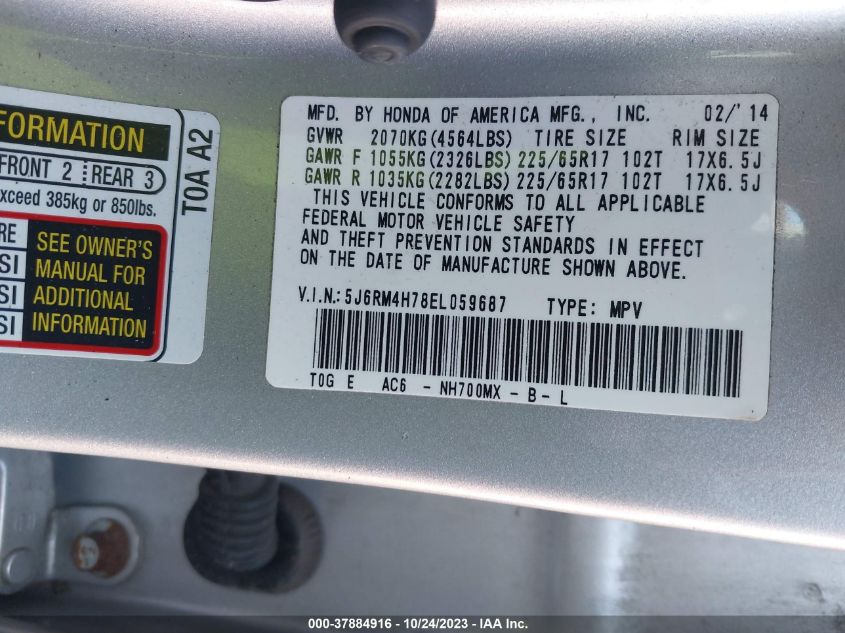 FORMATION
FRONT 2 REAR 3
exceed 385kg or 850lbs.
TOA A2
SEE OWNER'S
MANUAL FOR
ADDITIONAL
INFORMATION
MFD. BY HONDA OF AMERICA MFG., INC. 02/'14
GVWR 2070KG(4564LBS) TIRE SIZE RIM SIZE
GAWR F 1055KG(2326LBS) 225/65R17 102T 17X6.5J
GAWR R 1035KG(2282LBS) 225/65R17 102T 17X6.5J
THIS VEHICLE CONFORMS TO ALL APPLICABLE
FEDERAL MOTOR VEHICLE SAFETY
AND THEFT PREVENTION STANDARDS IN EFFECT
ON THE DATE OF MANUFACTURE SHOWN ABOVE.
V.I.N.:5J6RM4H78EL059687 TYPE: MPV
T0G E AC6 - NH700MX - B - L
000-37884916 - 10/24/2023 - IAA Inc.